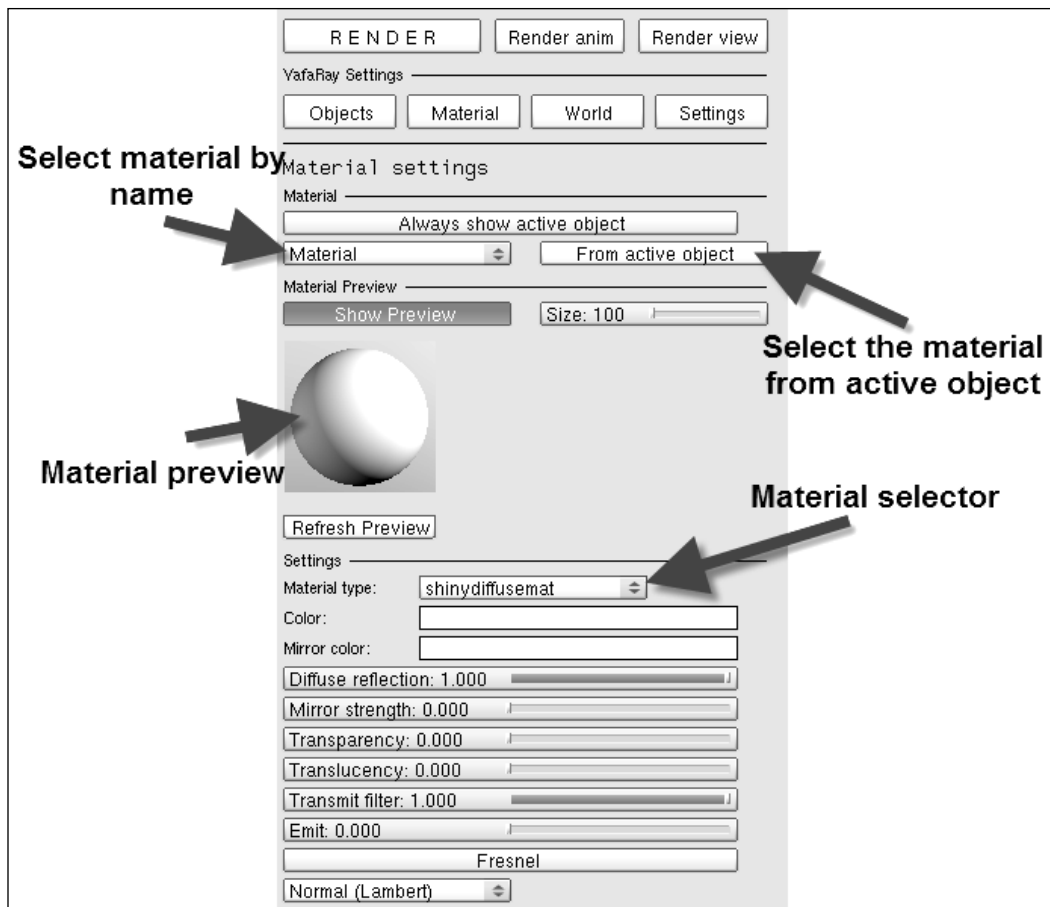 RENDER Render anim Render view
YafaRay Settings
Objects Material World Settings
Select material by
name
Material settings
Material
Always show active object
Material From active object
Material Preview
Show Preview Size: 100
Select the material
from active object
Material preview
Material selector
Refresh Preview
Settings
Material type: shinydiffusemat
Color:
Mirror color:
Diffuse reflection: 1.000
Mirror strength: 0.000
Transparency: 0.000
Translucency: 0.000
Transmit filter: 1.000
Emit: 0.000
Fresnel
Normal (Lambert)